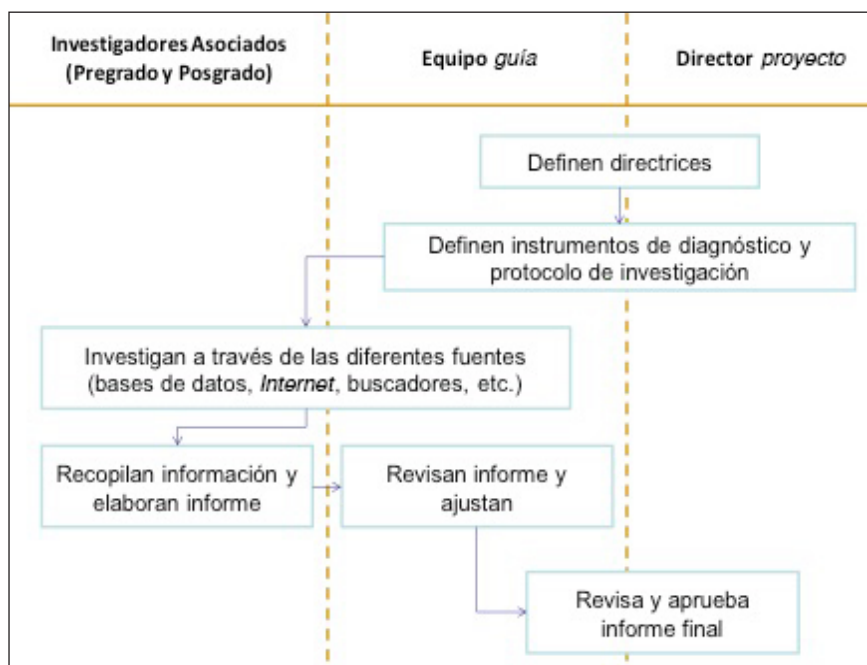 Investigadores Asociados
(Pregrado y Posgrado)
Equipo guía
Director proyecto
Definen directrices
Definen instrumentos de diagnóstico y
protocolo de investigación
Investigan a través de las diferentes fuentes
(bases de datos, Internet, buscadores, etc.)
Recopilan información y
elaboran informe
Revisan informe y
ajustan
Revisa y aprueba
informe final